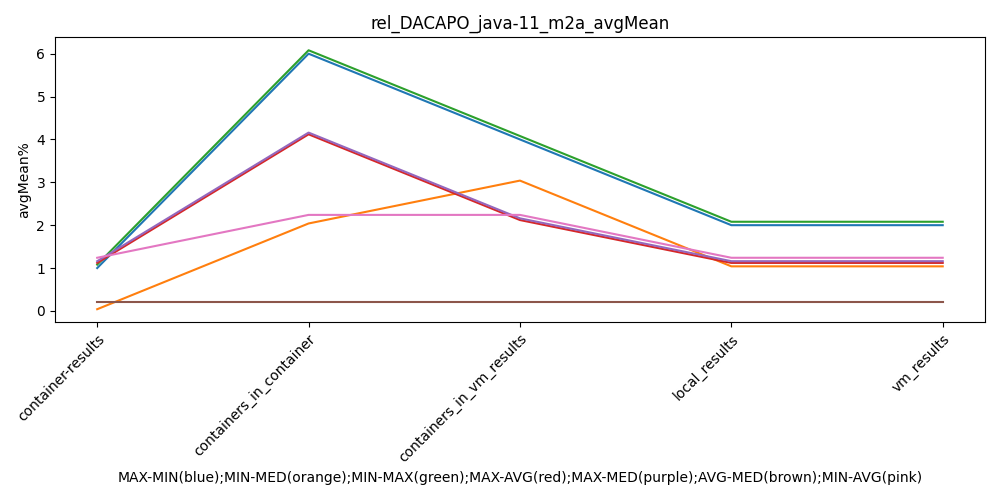 rel_DACAPO_java-11_m2a_avgMean
avgMean%
6
5
4
3
2
1
0
container-results
containers_in_container
containers_in_vm_results
local_results
vm_results
MAX-MIN(blue);MIN-MED(orange);MIN-MAX(green);MAX-AVG(red);MAX-MED(purple);AVG-MED(brown);MIN-AVG(pink)